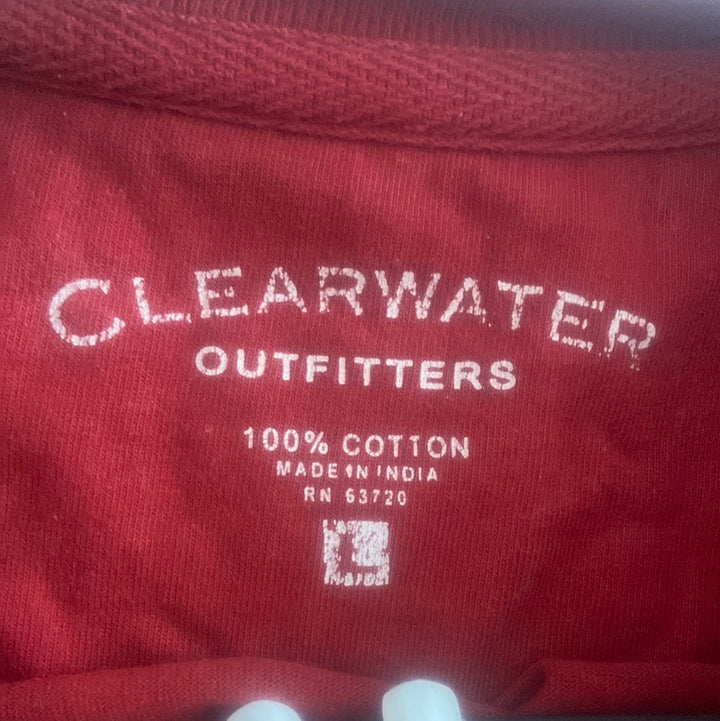 CLEARWATER
OUTFITTERS
100% COTTON
MADE IN INDIA
RN 63720
L